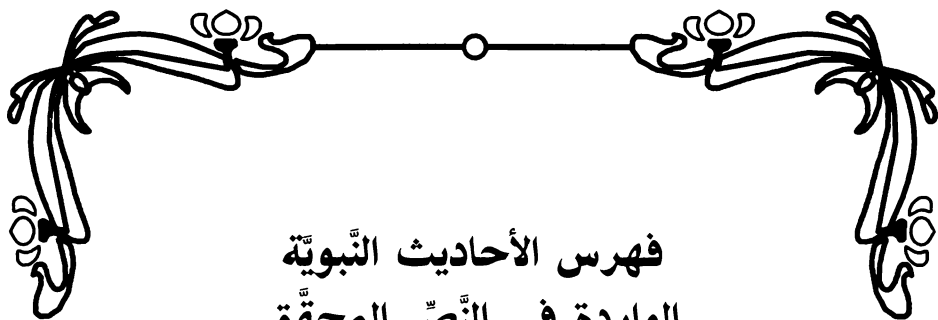 فهرس الأحاديث النَّبويَّة
الواردة في النَّصِّ المحقَّق